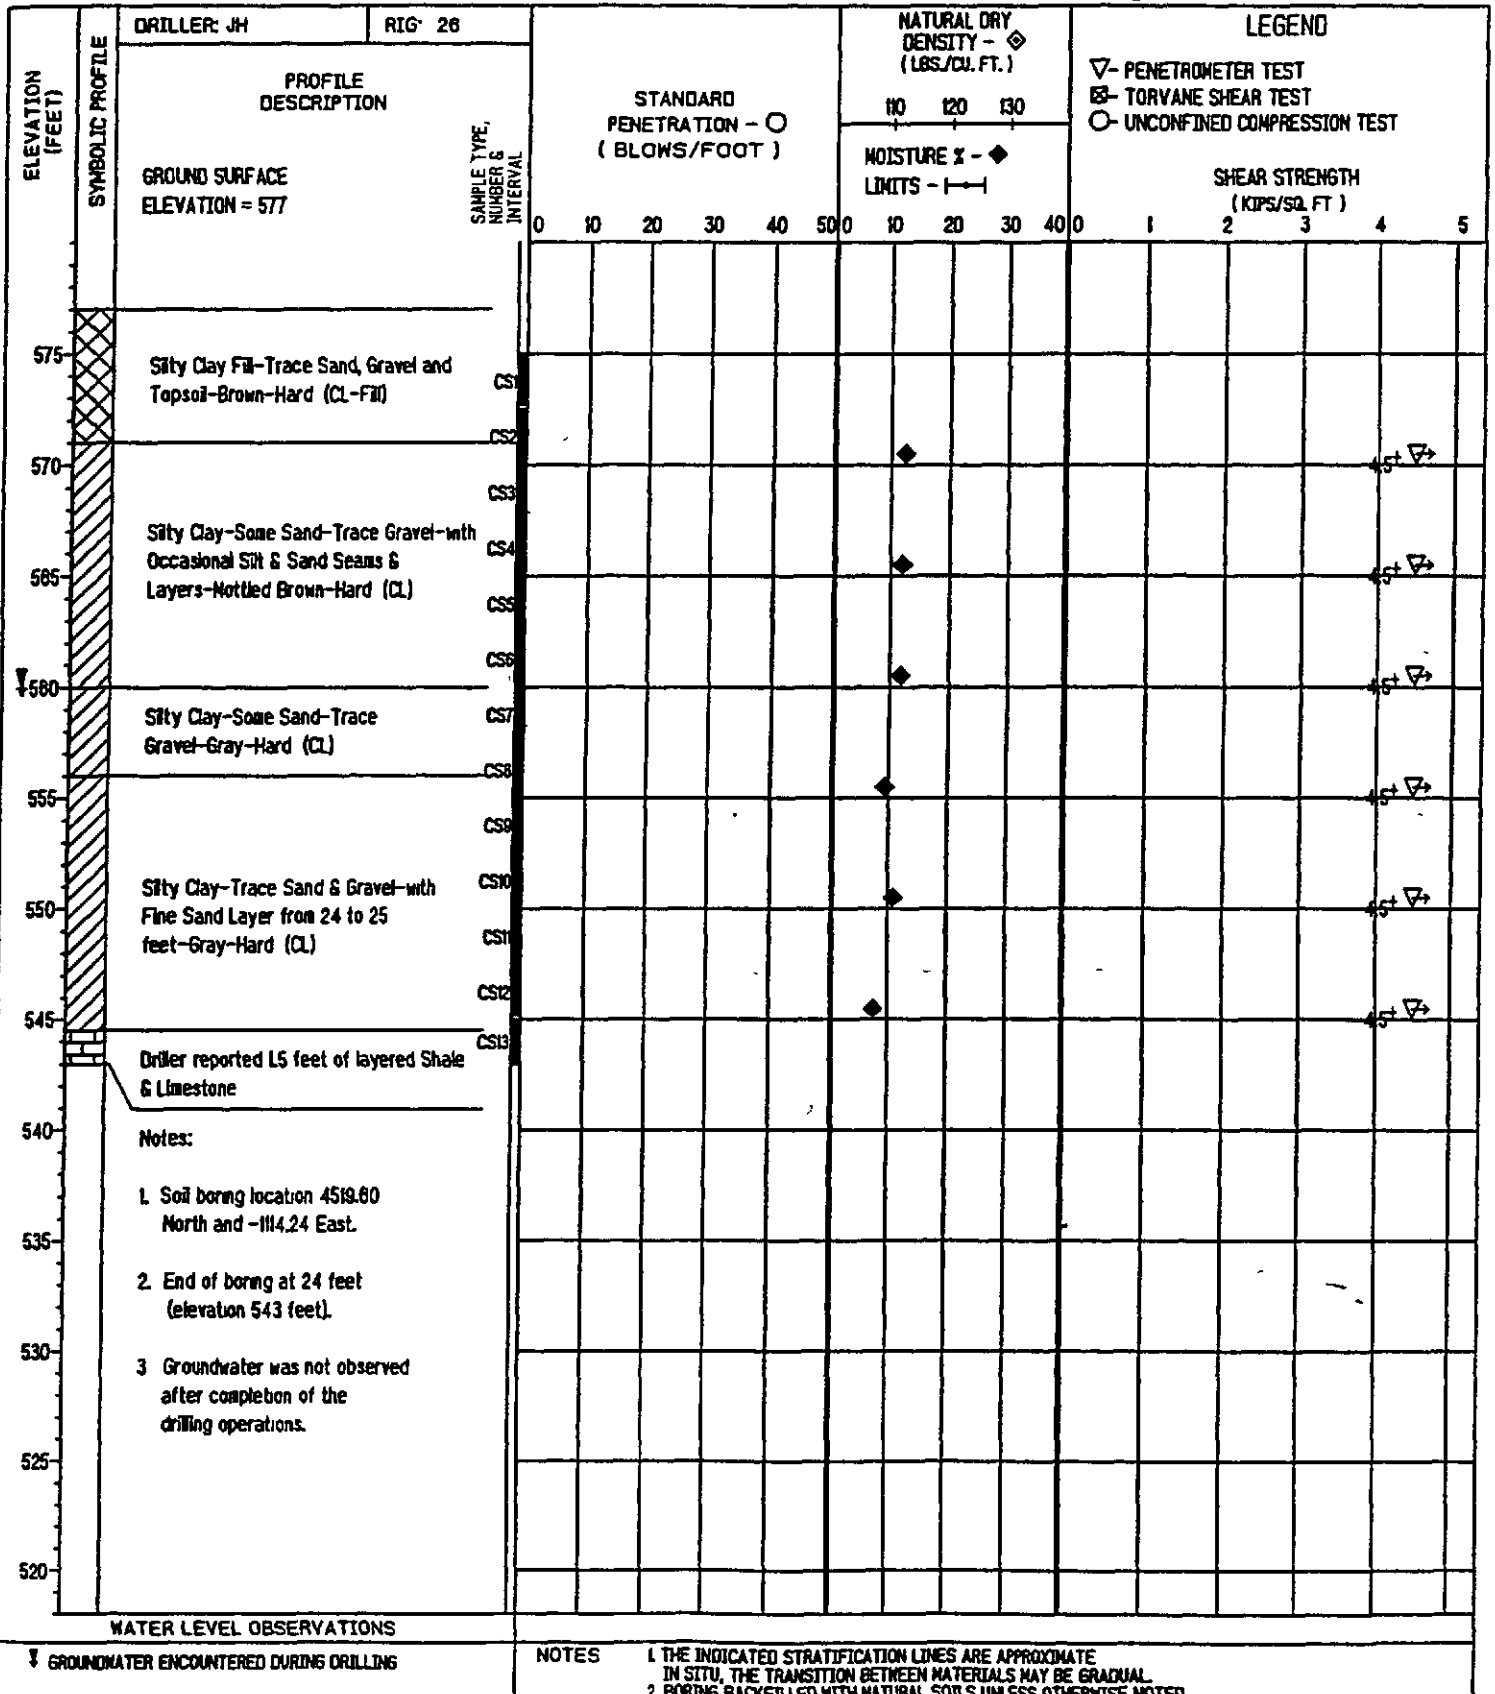 DRILLER: JH
RIG 26
ELEVATION
(FEET)
SYMBOLIC PROFILE
PROFILE
DESCRIPTION
GROUND SURFACE
ELEVATION = 577
SAMPLE TYPE,
NUMBER &
INTERVAL
STANDARD
PENETRATION - O
( BLOWS/FOOT )
0 10 20 30 40 50
NATURAL DRY
DENSITY -
(LBS./CU. FT.)
110 120 130
MOISTURE % -
LIMITS -
0 10 20 30 40
LEGEND
- PENETROMETER TEST
- TORVANE SHEAR TEST
- UNCONFINED COMPRESSION TEST
SHEAR STRENGTH
(KIPS/SQ. FT )
0 1 2 3 4 5
575
Silty Clay Fill-Trace Sand, Gravel and
Topsoil-Brown-Hard (CL-Fill)
CS1
CS2
570
4.5+
CS3
Silty Clay-Some Sand-Trace Gravel-with
Occasional Silt & Sand Seams &
Layers-Mottled Brown-Hard (CL)
CS4
565
4.5+
CS5
CS6
560
4.5+
Silty Clay-Some Sand-Trace
Gravel-Gray-Hard (CL)
CS7
CS8
555
4.5+
CS9
Silty Clay-Trace Sand & Gravel-with
Fine Sand Layer from 24 to 25
feet-Gray-Hard (CL)
CS10
550
4.5+
CS11
CS12
545
4.5+
CS13
Driller reported 1.5 feet of layered Shale
& Limestone
540
Notes:
1. Soil boring location 4519.60
North and -1114.24 East.
535
2. End of boring at 24 feet
(elevation 543 feet).
530
3 Groundwater was not observed
after completion of the
drilling operations.
525
520
WATER LEVEL OBSERVATIONS
GROUNDWATER ENCOUNTERED DURING DRILLING
NOTES
1. THE INDICATED STRATIFICATION LINES ARE APPROXIMATE
IN SITU, THE TRANSITION BETWEEN MATERIALS MAY BE GRADUAL.
2. BORING BACKFILLED WITH NATURAL SOILS UNLESS OTHERWISE NOTED